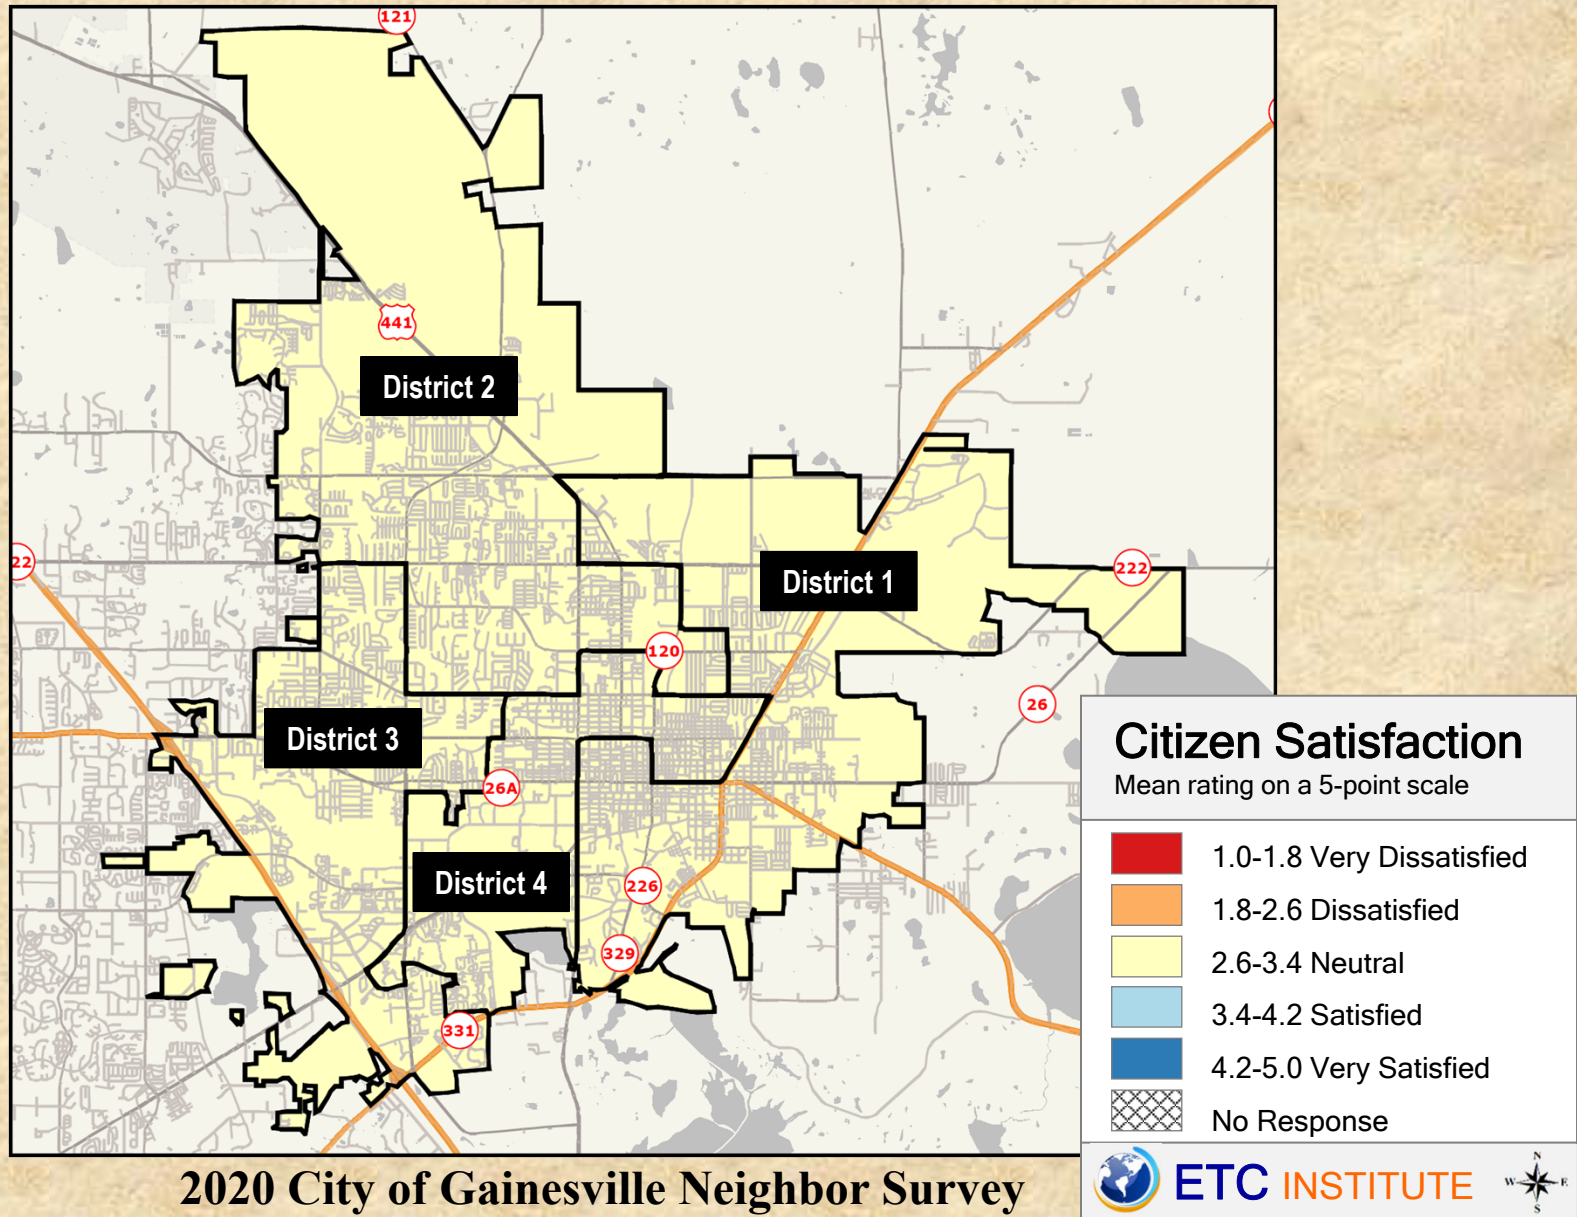 121
441
District 2
22
District 1
222
120
26
District 3
26A
District 4
226
329
331
Citizen Satisfaction
Mean rating on a 5-point scale
1.0-1.8 Very Dissatisfied
1.8-2.6 Dissatisfied
2.6-3.4 Neutral
3.4-4.2 Satisfied
4.2-5.0 Very Satisfied
No Response
ETC INSTITUTE
N
W E
S
2020 City of Gainesville Neighbor Survey